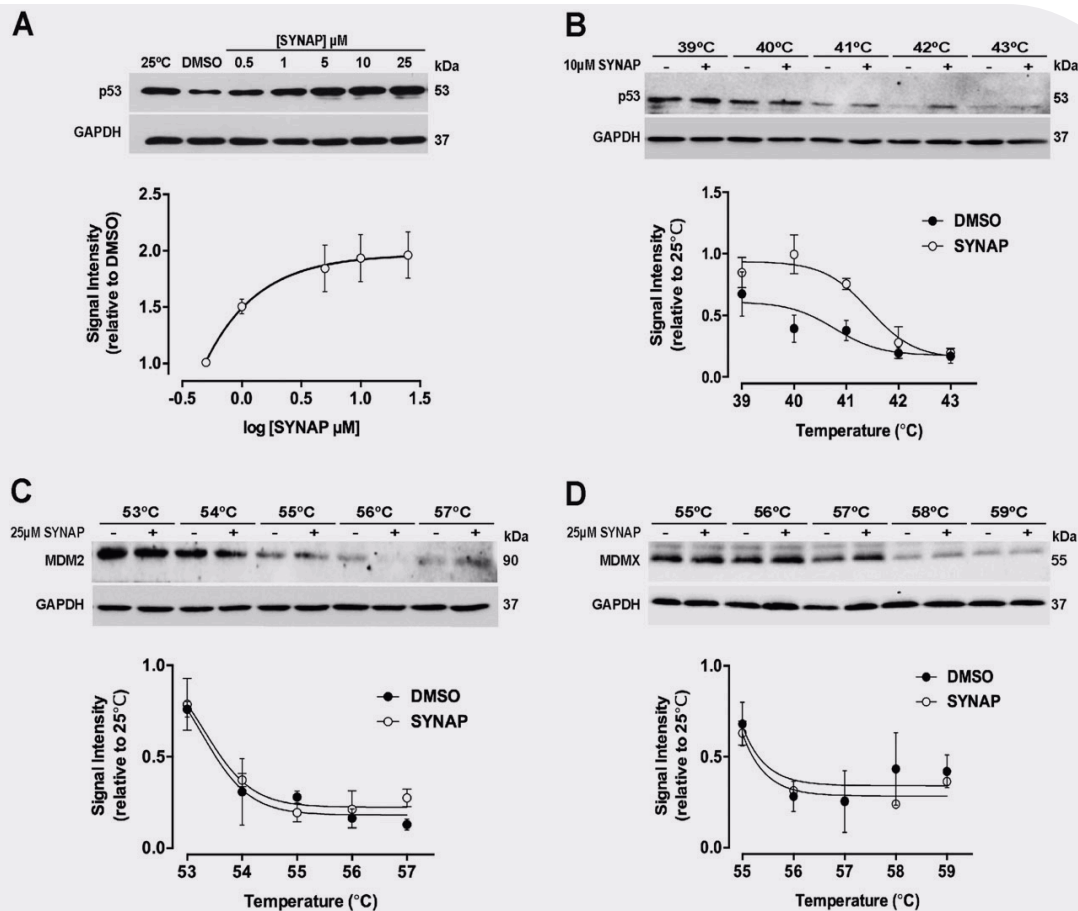 A
[SYNAP] µM
25ºC DMSO 0.5 1 5 10 25 kDa
p53 53
GAPDH 37
Signal Intensity
(relative to DMSO)
2.5
2.0
1.5
1.0
-0.5 0.0 0.5 1.0 1.5
log [SYNAP µM]
B
39ºC 40ºC 41ºC 42ºC 43ºC
10µM SYNAP - + - + - + - + - + kDa
p53 53
GAPDH 37
Signal Intensity
(relative to 25°C)
1.5
1.0
0.5
0.0
DMSO
SYNAP
39 40 41 42 43
Temperature (°C)
C
53ºC 54ºC 55ºC 56ºC 57ºC
25µM SYNAP - + - + - + - + - + kDa
MDM2 90
GAPDH 37
Signal Intensity
(relative to 25°C)
1.0
0.5
0.0
DMSO
SYNAP
53 54 55 56 57
Temperature (°C)
D
55ºC 56ºC 57ºC 58ºC 59ºC
25µM SYNAP - + - + - + - + - + kDa
MDMX 55
GAPDH 37
Signal Intensity
(relative to 25°C)
1.0
0.5
0.0
DMSO
SYNAP
55 56 57 58 59
Temperature (°C)